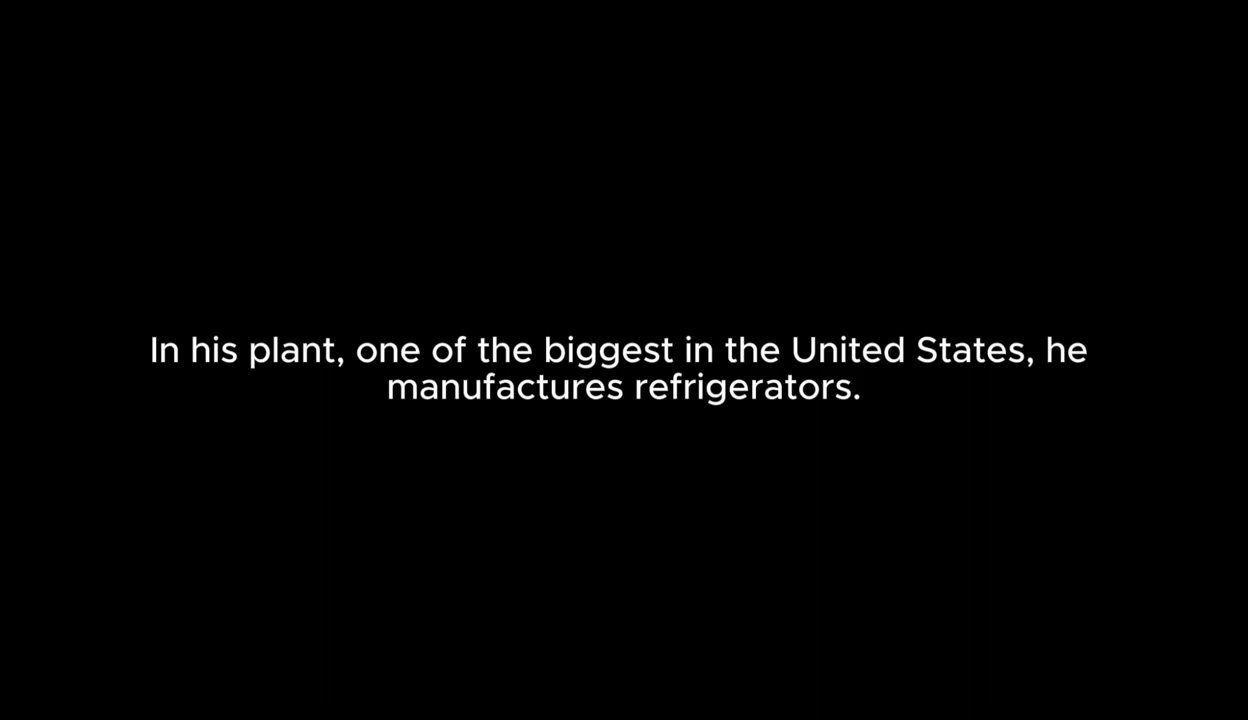 In his plant, one of the biggest in the United States, he
manufactures refrigerators.